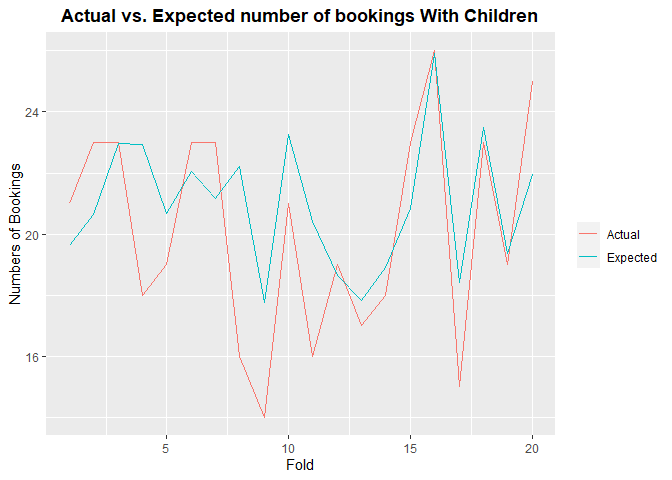 Actual vs. Expected number of bookings With Children
Numbers of Bookings
24
20
16
5 10 15 20
Fold
Actual
Expected